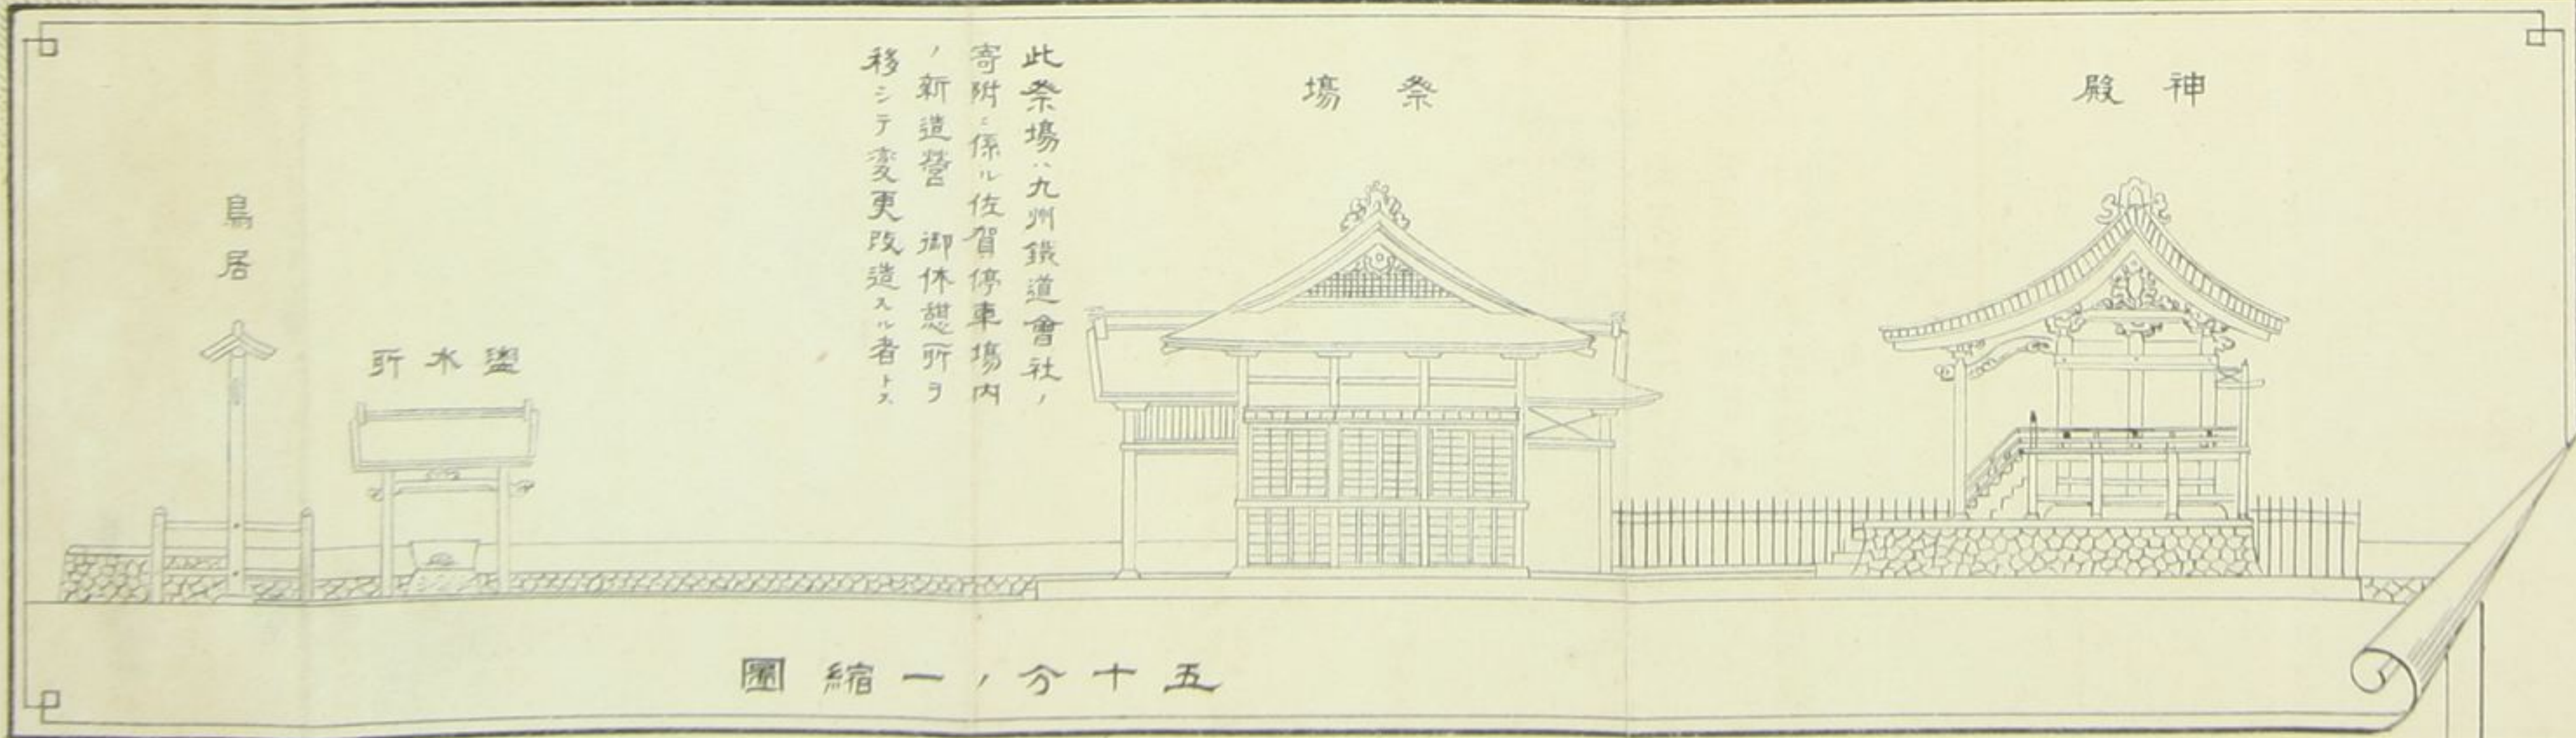 神殿
祭場
此祭場ハ九州鐵道會社ノ
寄附ニ係ル佐賀停車場内
ノ新造營 御休憩所ヲ
移シテ変更改造スル者トス
盥水所
鳥居
五十分ノ一縮圖